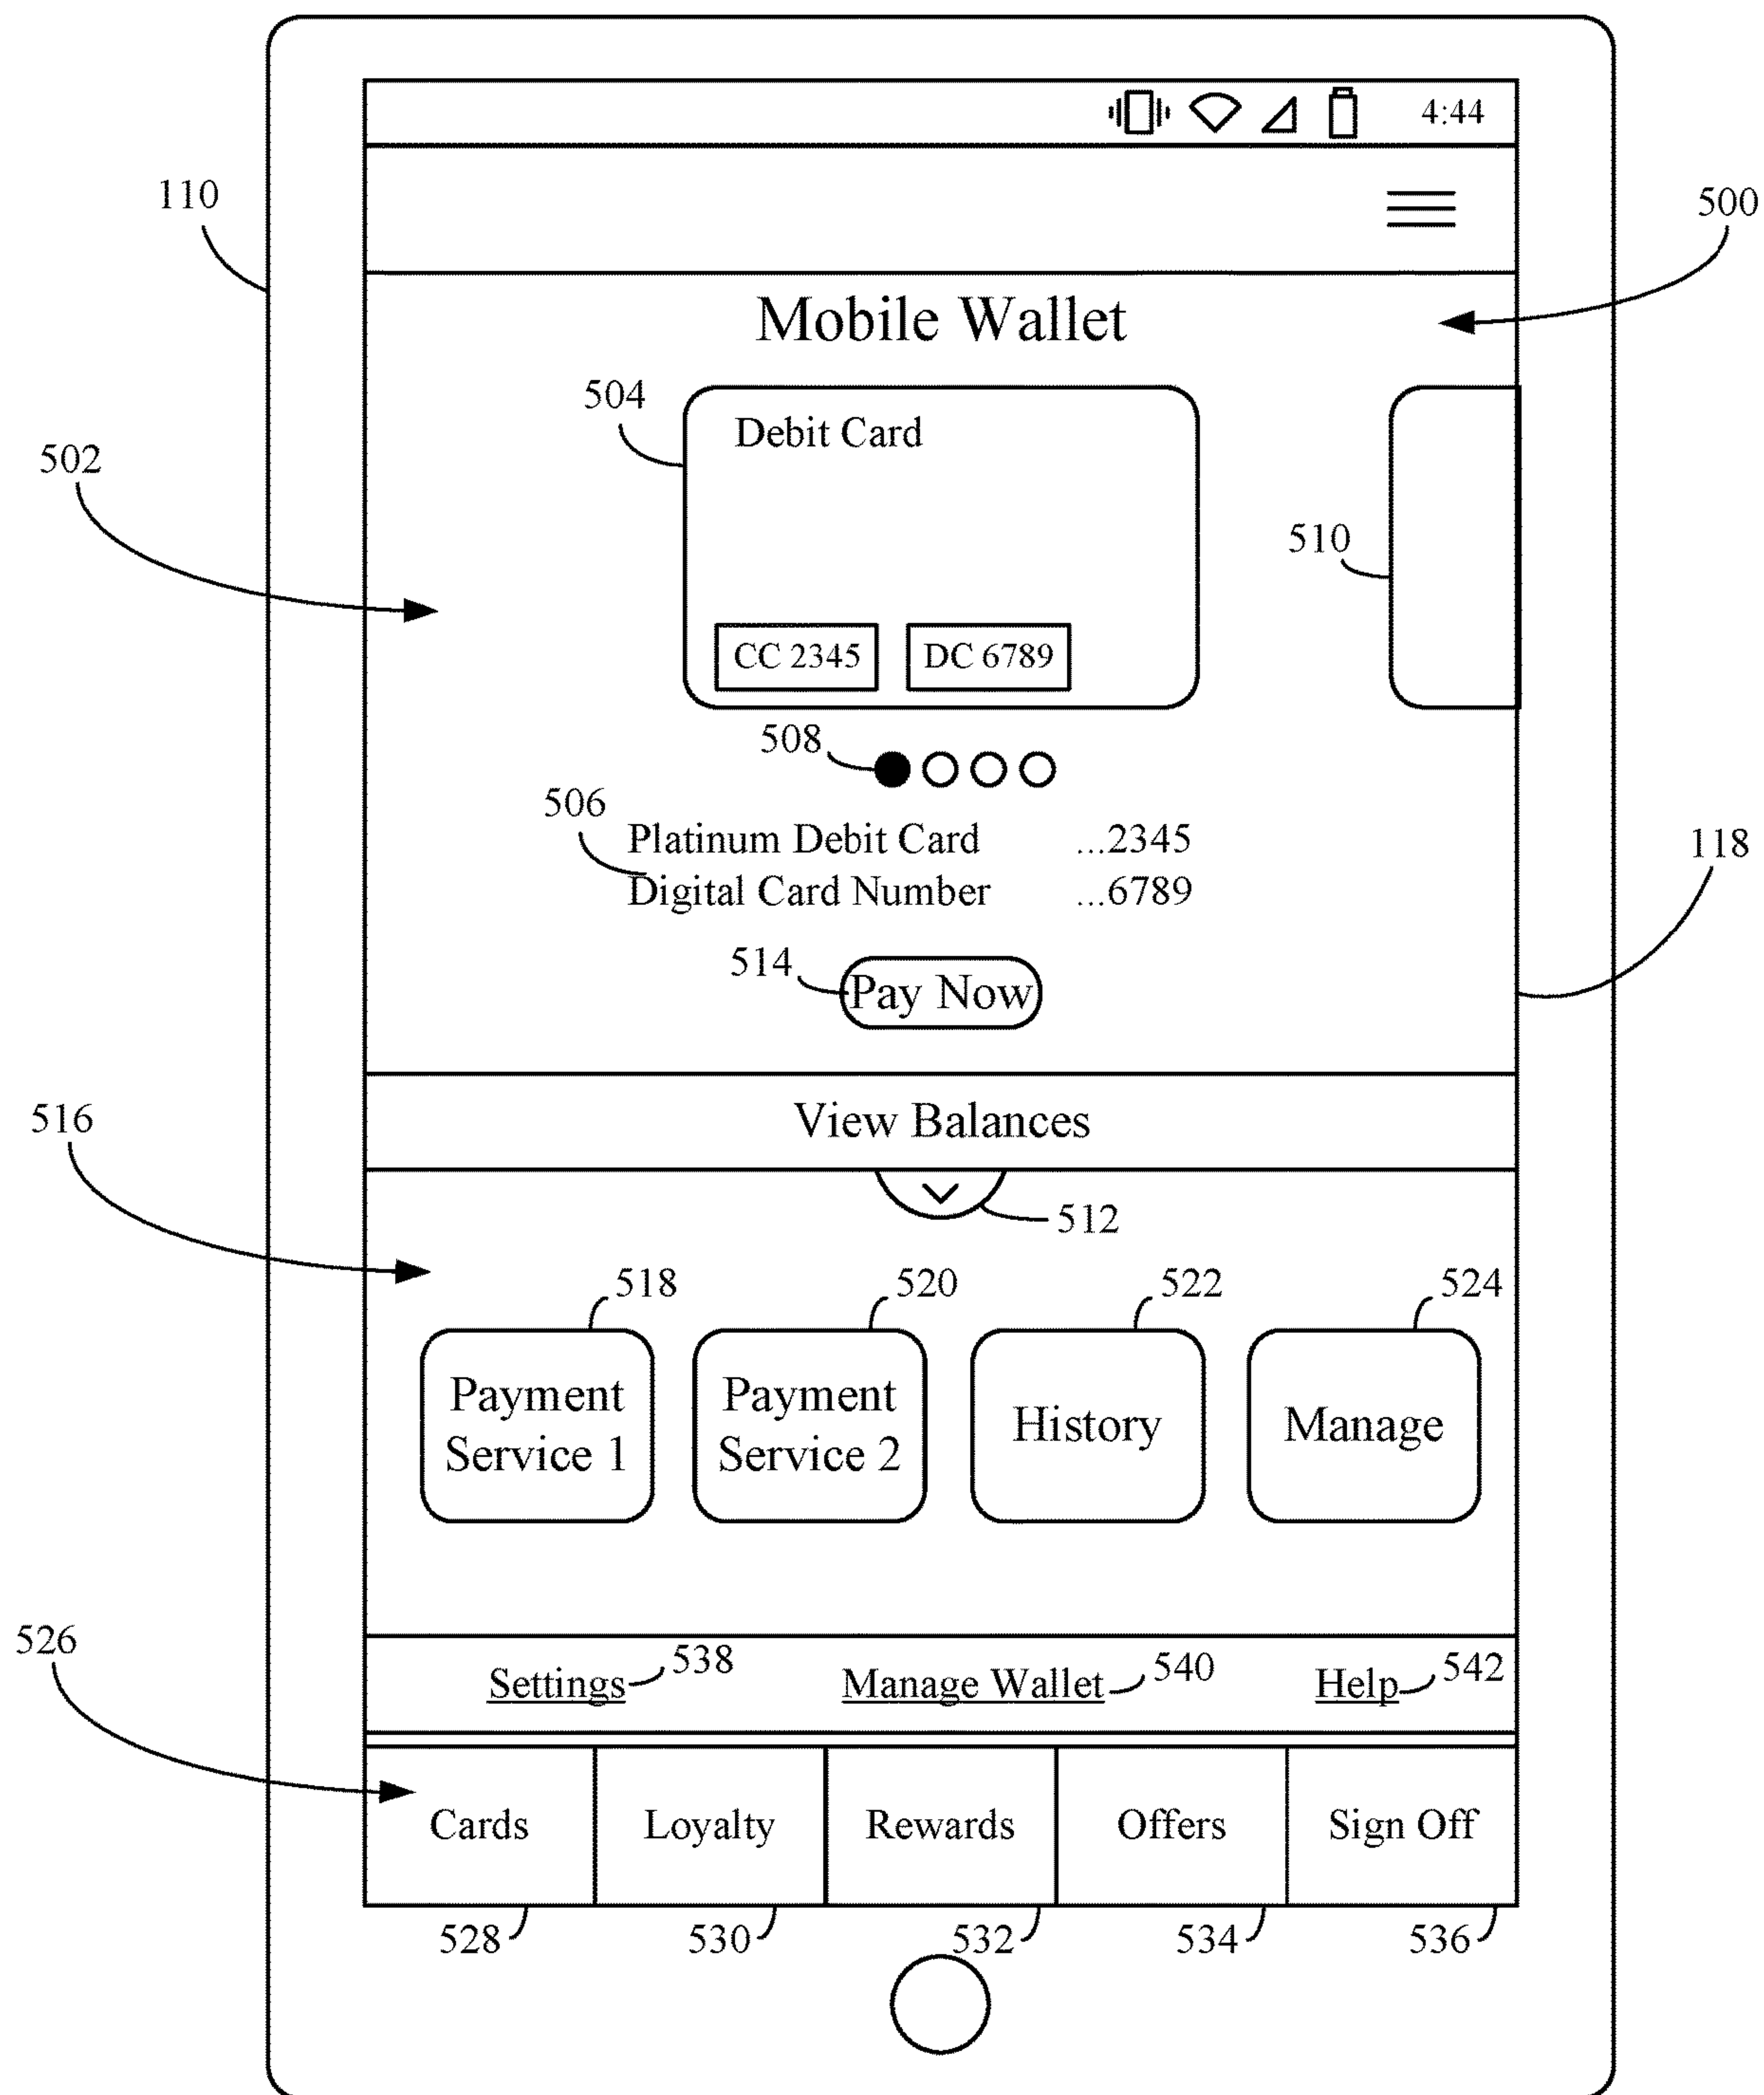 4:44
110
500
Mobile Wallet
504
Debit Card
502
510
CC 2345 DC 6789
508
506
Platinum Debit Card ...2345
118
Digital Card Number ...6789
514
Pay Now
516
View Balances
512
518 520 522 524
Payment Service 1
Payment Service 2
History
Manage
526
Settings 538 Manage Wallet 540 Help 542
Cards Loyalty Rewards Offers Sign Off
528 530 532 534 536